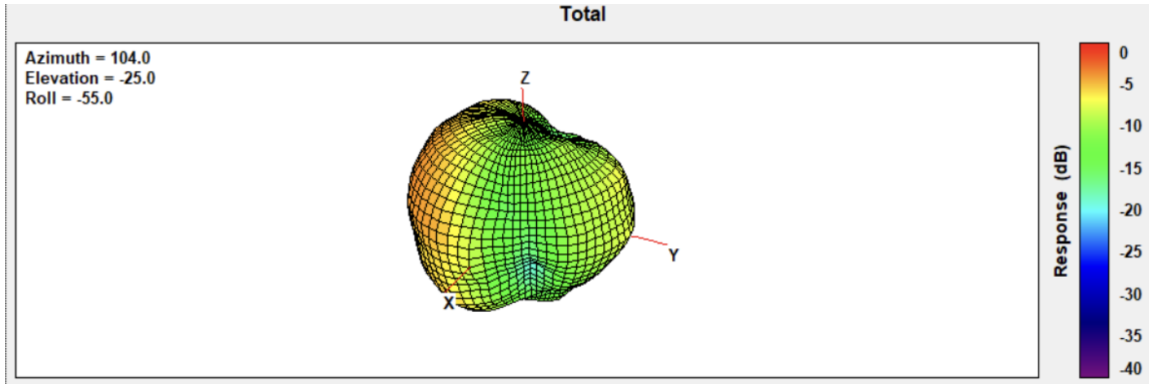 Total
Azimuth = 104.0
Elevation = -25.0
Roll = -55.0
Z
Y
X
0
-5
-10
-15
-20
-25
-30
-35
-40
Response (dB)